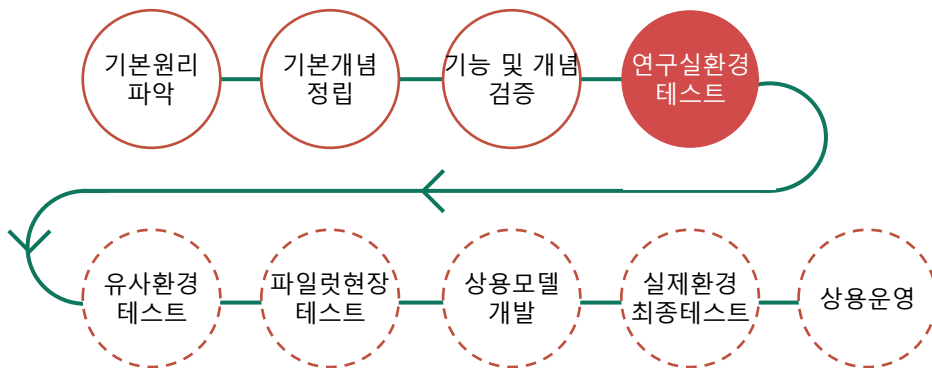 기본원리
파악
기본개념
정립
기능 및 개념
검증
연구실환경
테스트
유사환경
테스트
파일럿현장
테스트
상용모델
개발
실제환경
최종테스트
상용운영